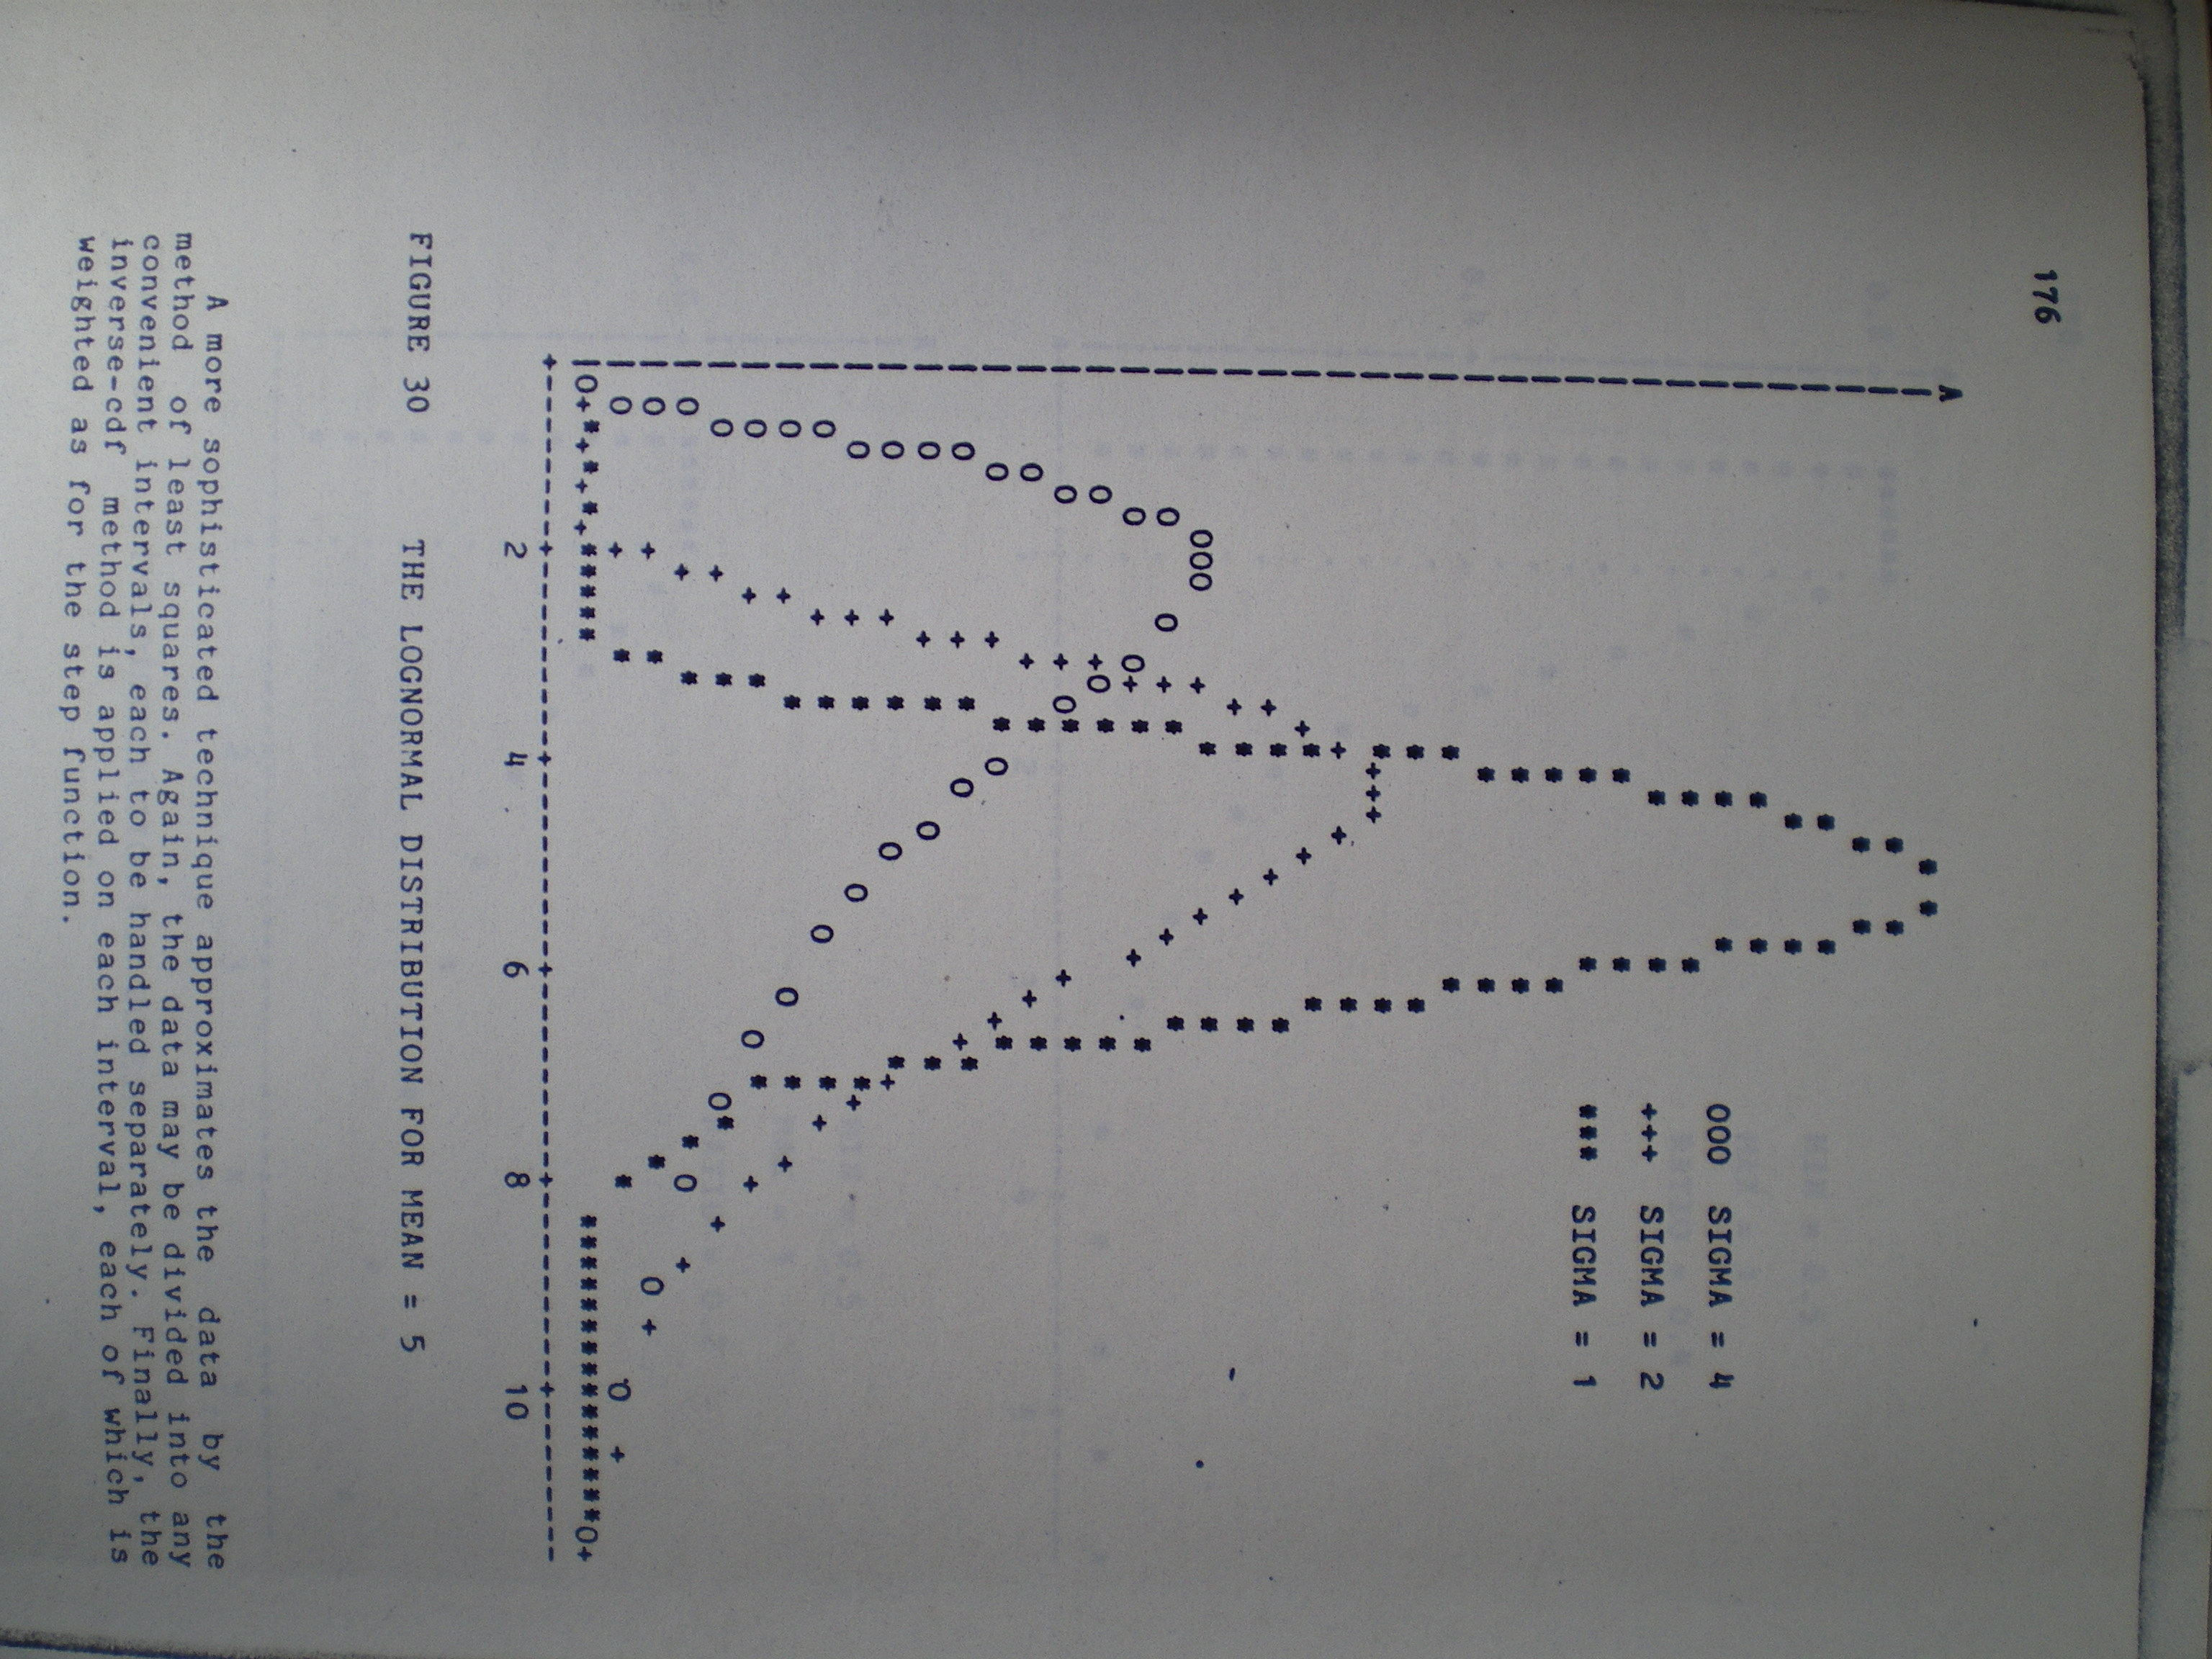 176
OOO SIGMA = 4
+++ SIGMA = 2
*** SIGMA = 1
2 4 6 8 10
FIGURE 30 THE LOGNORMAL DISTRIBUTION FOR MEAN = 5
A more sophisticated technique approximates the data by the
method of least squares. Again, the data may be divided into any
convenient intervals, each to be handled separately. Finally, the
inverse-cdf method is applied on each interval, each of which is
weighted as for the step function.